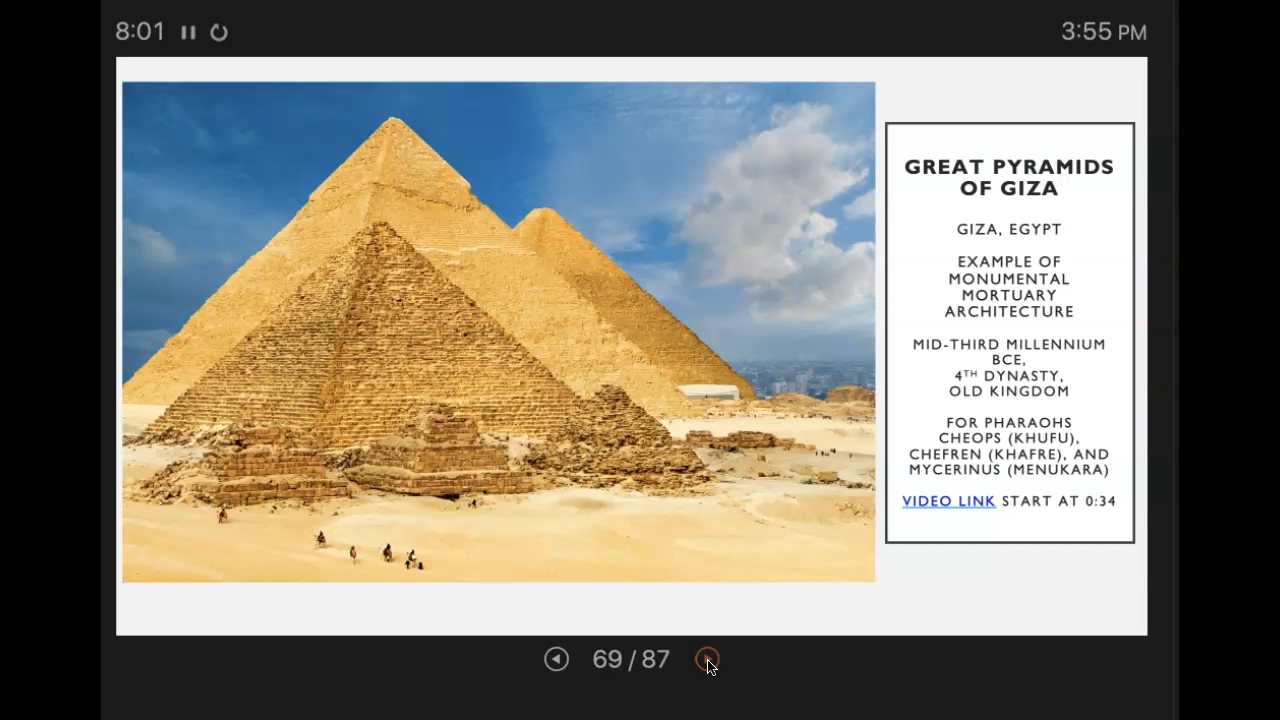 8:01
3:55 PM
GREAT PYRAMIDS
OF GIZA
GIZA, EGYPT
EXAMPLE OF
MONUMENTAL
MORTUARY
ARCHITECTURE
MID-THIRD MILLENNIUM
BCE,
4TH DYNASTY,
OLD KINGDOM
FOR PHARAOHS
CHEOPS (KHUFU),
CHEFREN (KHAFRE), AND
MYCERINUS (MENUKARA)
VIDEO LINK START AT 0:34
69 / 87